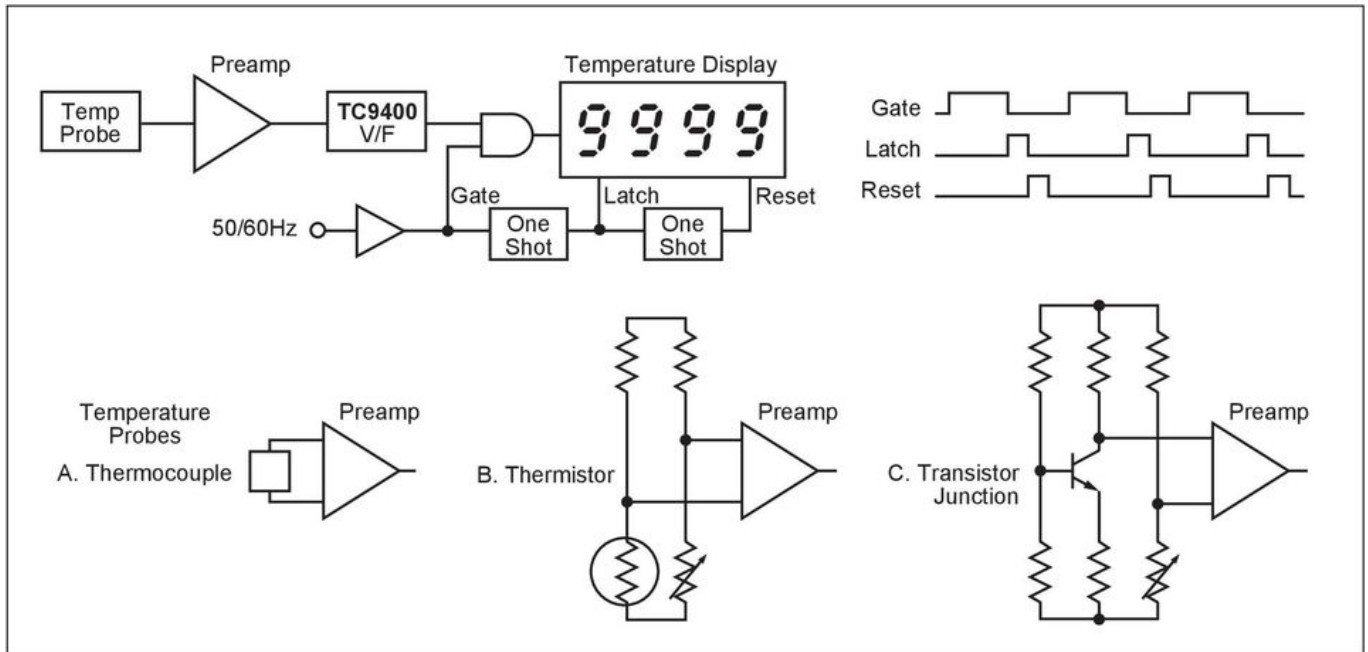 Preamp
Temperature Display
Temp
Probe
TC9400
V/F
9999
Gate
Latch
Reset
50/60Hz
One
Shot
One
Shot
Gate
Latch
Reset
Temperature
Probes
A. Thermocouple
Preamp
B. Thermistor
Preamp
C. Transistor
Junction
Preamp